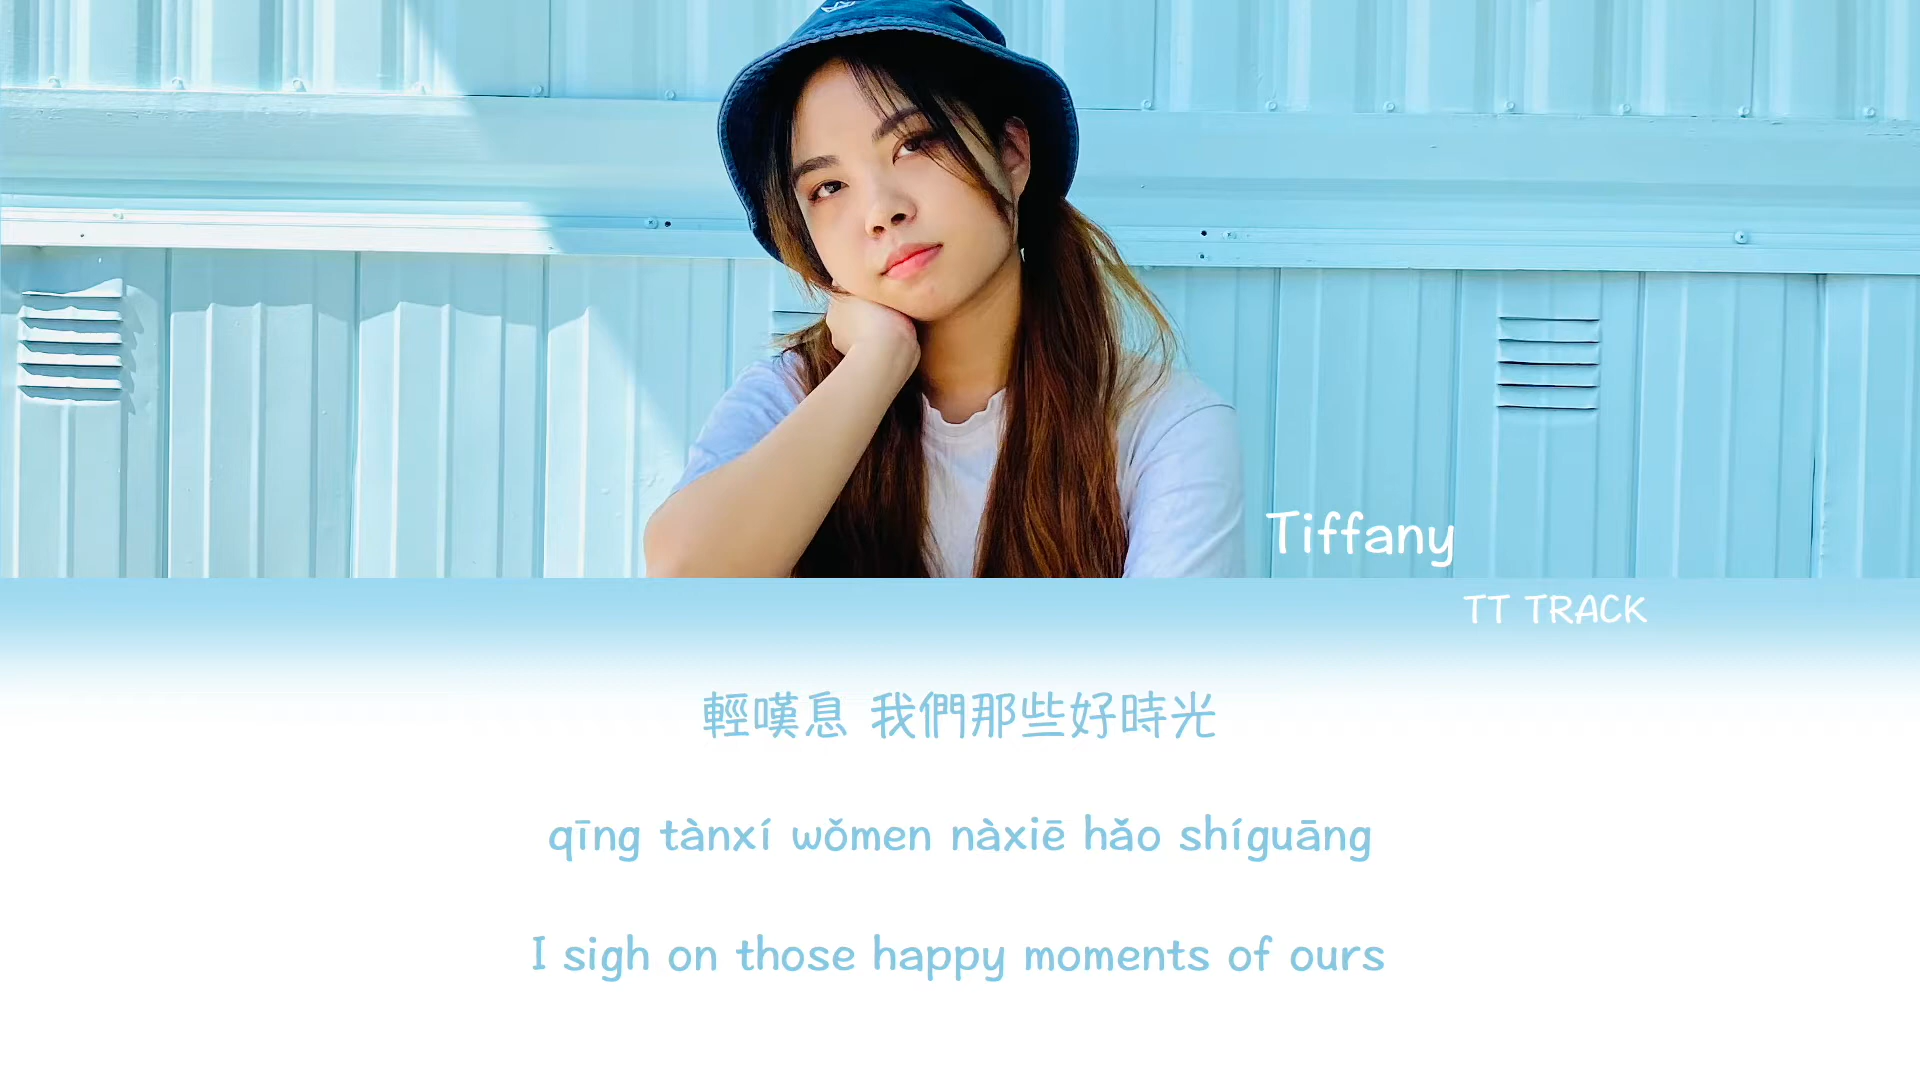 Tiffany
TT TRACK
輕嘆息 我們那些好時光
qīng tànxí wǒmen nàxiē hǎo shíguāng
I sigh on those happy moments of ours